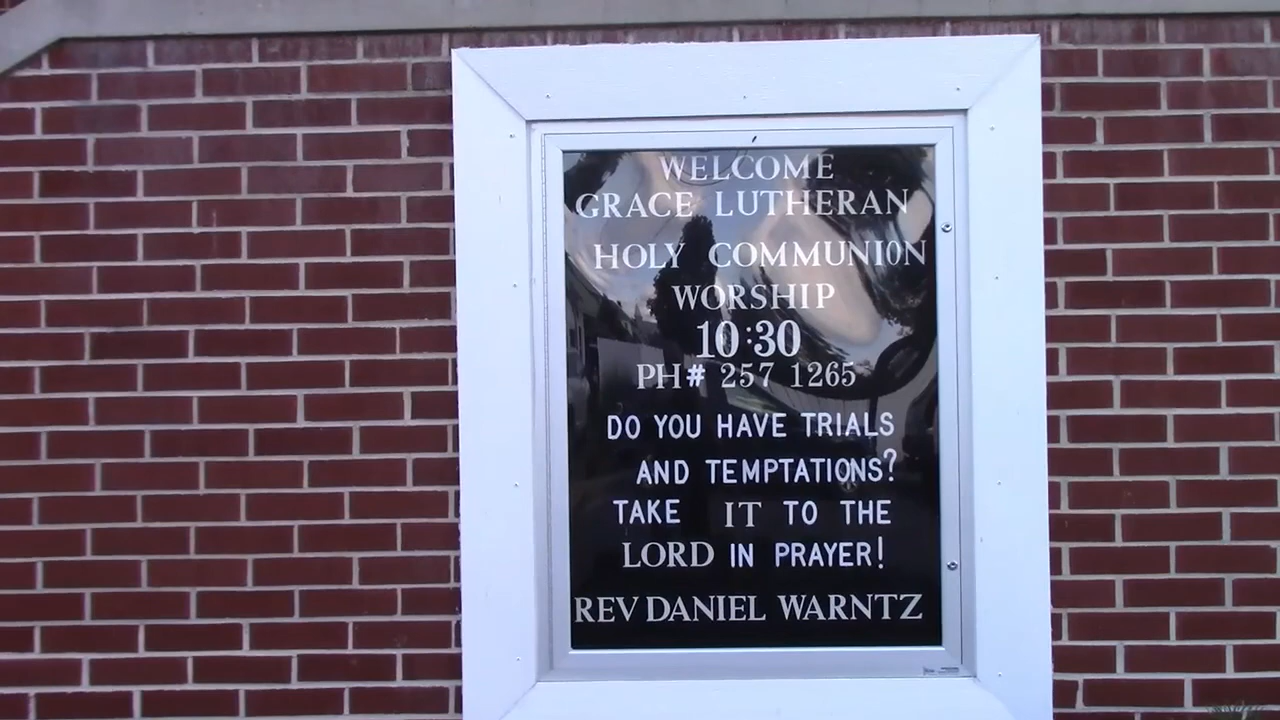 WELCOME
GRACE LUTHERAN
HOLY COMMUNION
WORSHIP
10:30
PH# 257 1265
DO YOU HAVE TRIALS
AND TEMPTATIONS?
TAKE IT TO THE
LORD IN PRAYER!
REV DANIEL WARNTZ